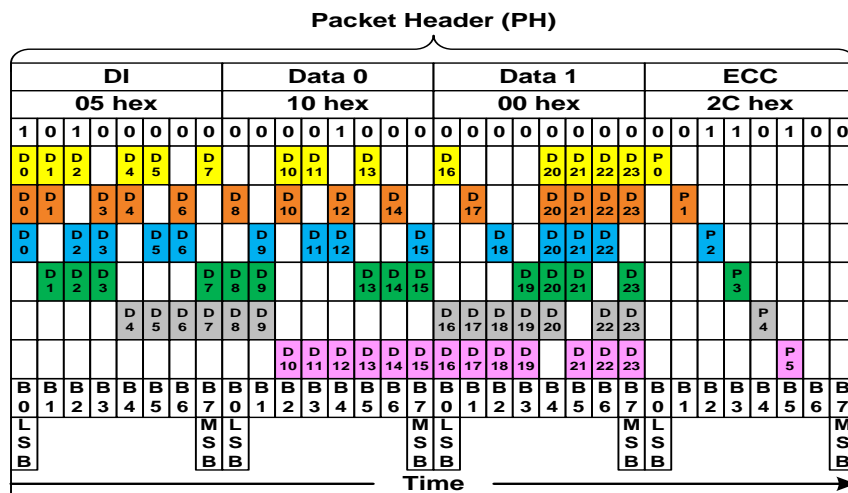 Packet Header (PH)
DI Data 0 Data 1 ECC
05 hex 10 hex 00 hex 2C hex
1 0 1 0 0 0 0 0 0 0 0 0 1 0 0 0 0 0 0 0 0 0 0 0 0 0 1 1 0 1 0 0
D0 D1 D2 D4 D5 D7 D10 D11 D13 D16 D20 D21 D22 D23 P0
D0 D1 D3 D4 D6 D8 D10 D12 D14 D17 D20 D21 D22 D23 P1
D0 D2 D3 D5 D6 D9 D11 D12 D15 D18 D20 D21 D22 P2
D1 D2 D3 D7 D8 D9 D13 D14 D15 D19 D20 D21 D23 P3
D4 D5 D6 D7 D8 D9 D16 D17 D18 D19 D20 D22 D23 P4
D10 D11 D12 D13 D14 D15 D16 D17 D18 D19 D21 D22 D23 P5
B0 B1 B2 B3 B4 B5 B6 B7 B0 B1 B2 B3 B4 B5 B6 B7 B0 B1 B2 B3 B4 B5 B6 B7 B0 B1 B2 B3 B4 B5 B6 B7
LSB MSB LSB MSB LSB MSB LSB MSB
Time